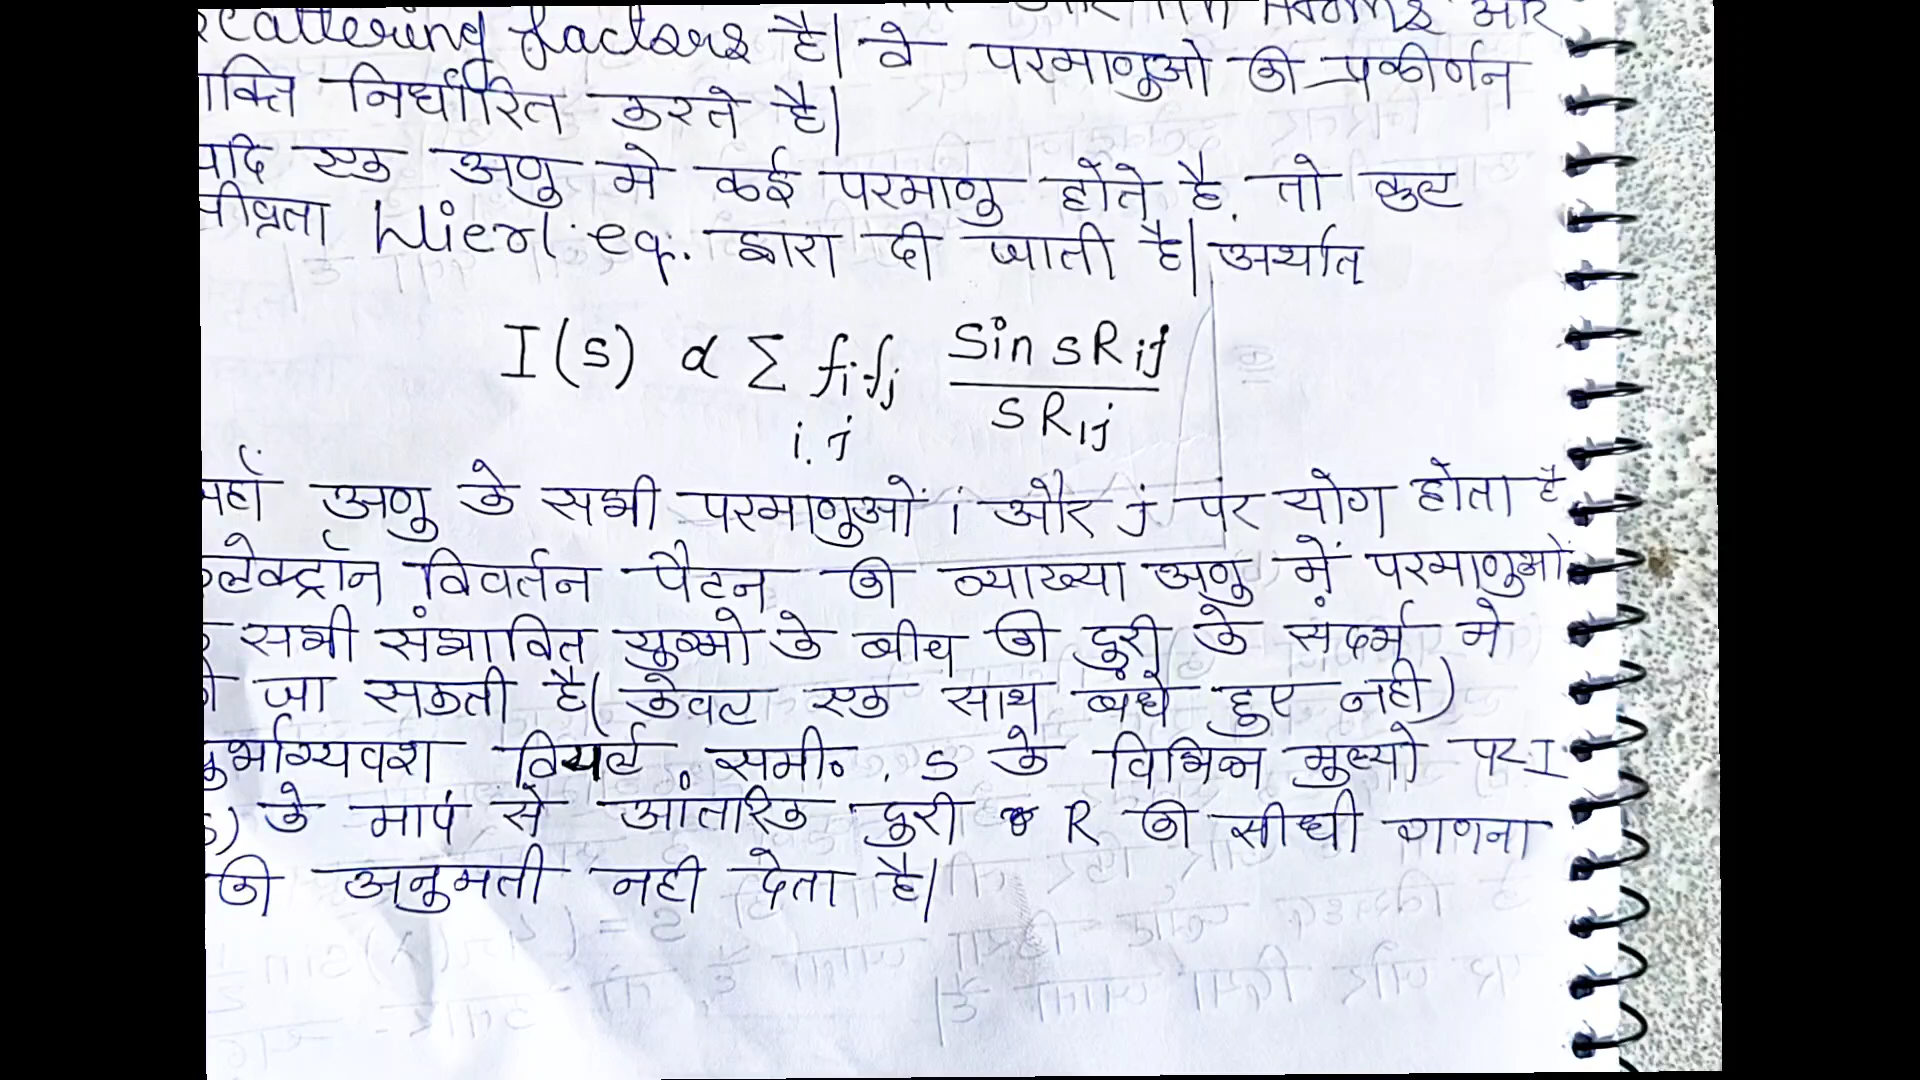 scattering factors है। वे परमाणुओ की प्रकीर्णन
शक्ति निर्धारित करते है।
यदि एक अणु मे कई परमाणु होते है, तो कुल
तीव्रता Wierl eq. द्वारा दी जाती है। अर्थात
I(s) α Σ fifj Sin sRij / sRij
i,j
जहाँ अणु के सभी परमाणुओं i और j पर योग होता है
इलेक्ट्रॉन विवर्तन पैटन की व्याख्या अणु में परमाणुओं
के सभी संभावित युग्मो के बीच की दुरी के संदर्भ मे
की जा सकती है( केवल एक साथ बंधे हुए नही)
दुर्भाग्यवश वियर्ल समी०, s के विभिन्न मुल्यो पर I
(s) के माप से आंतरिक दुरी R की सीधी गणना
की अनुमती नही देता है।